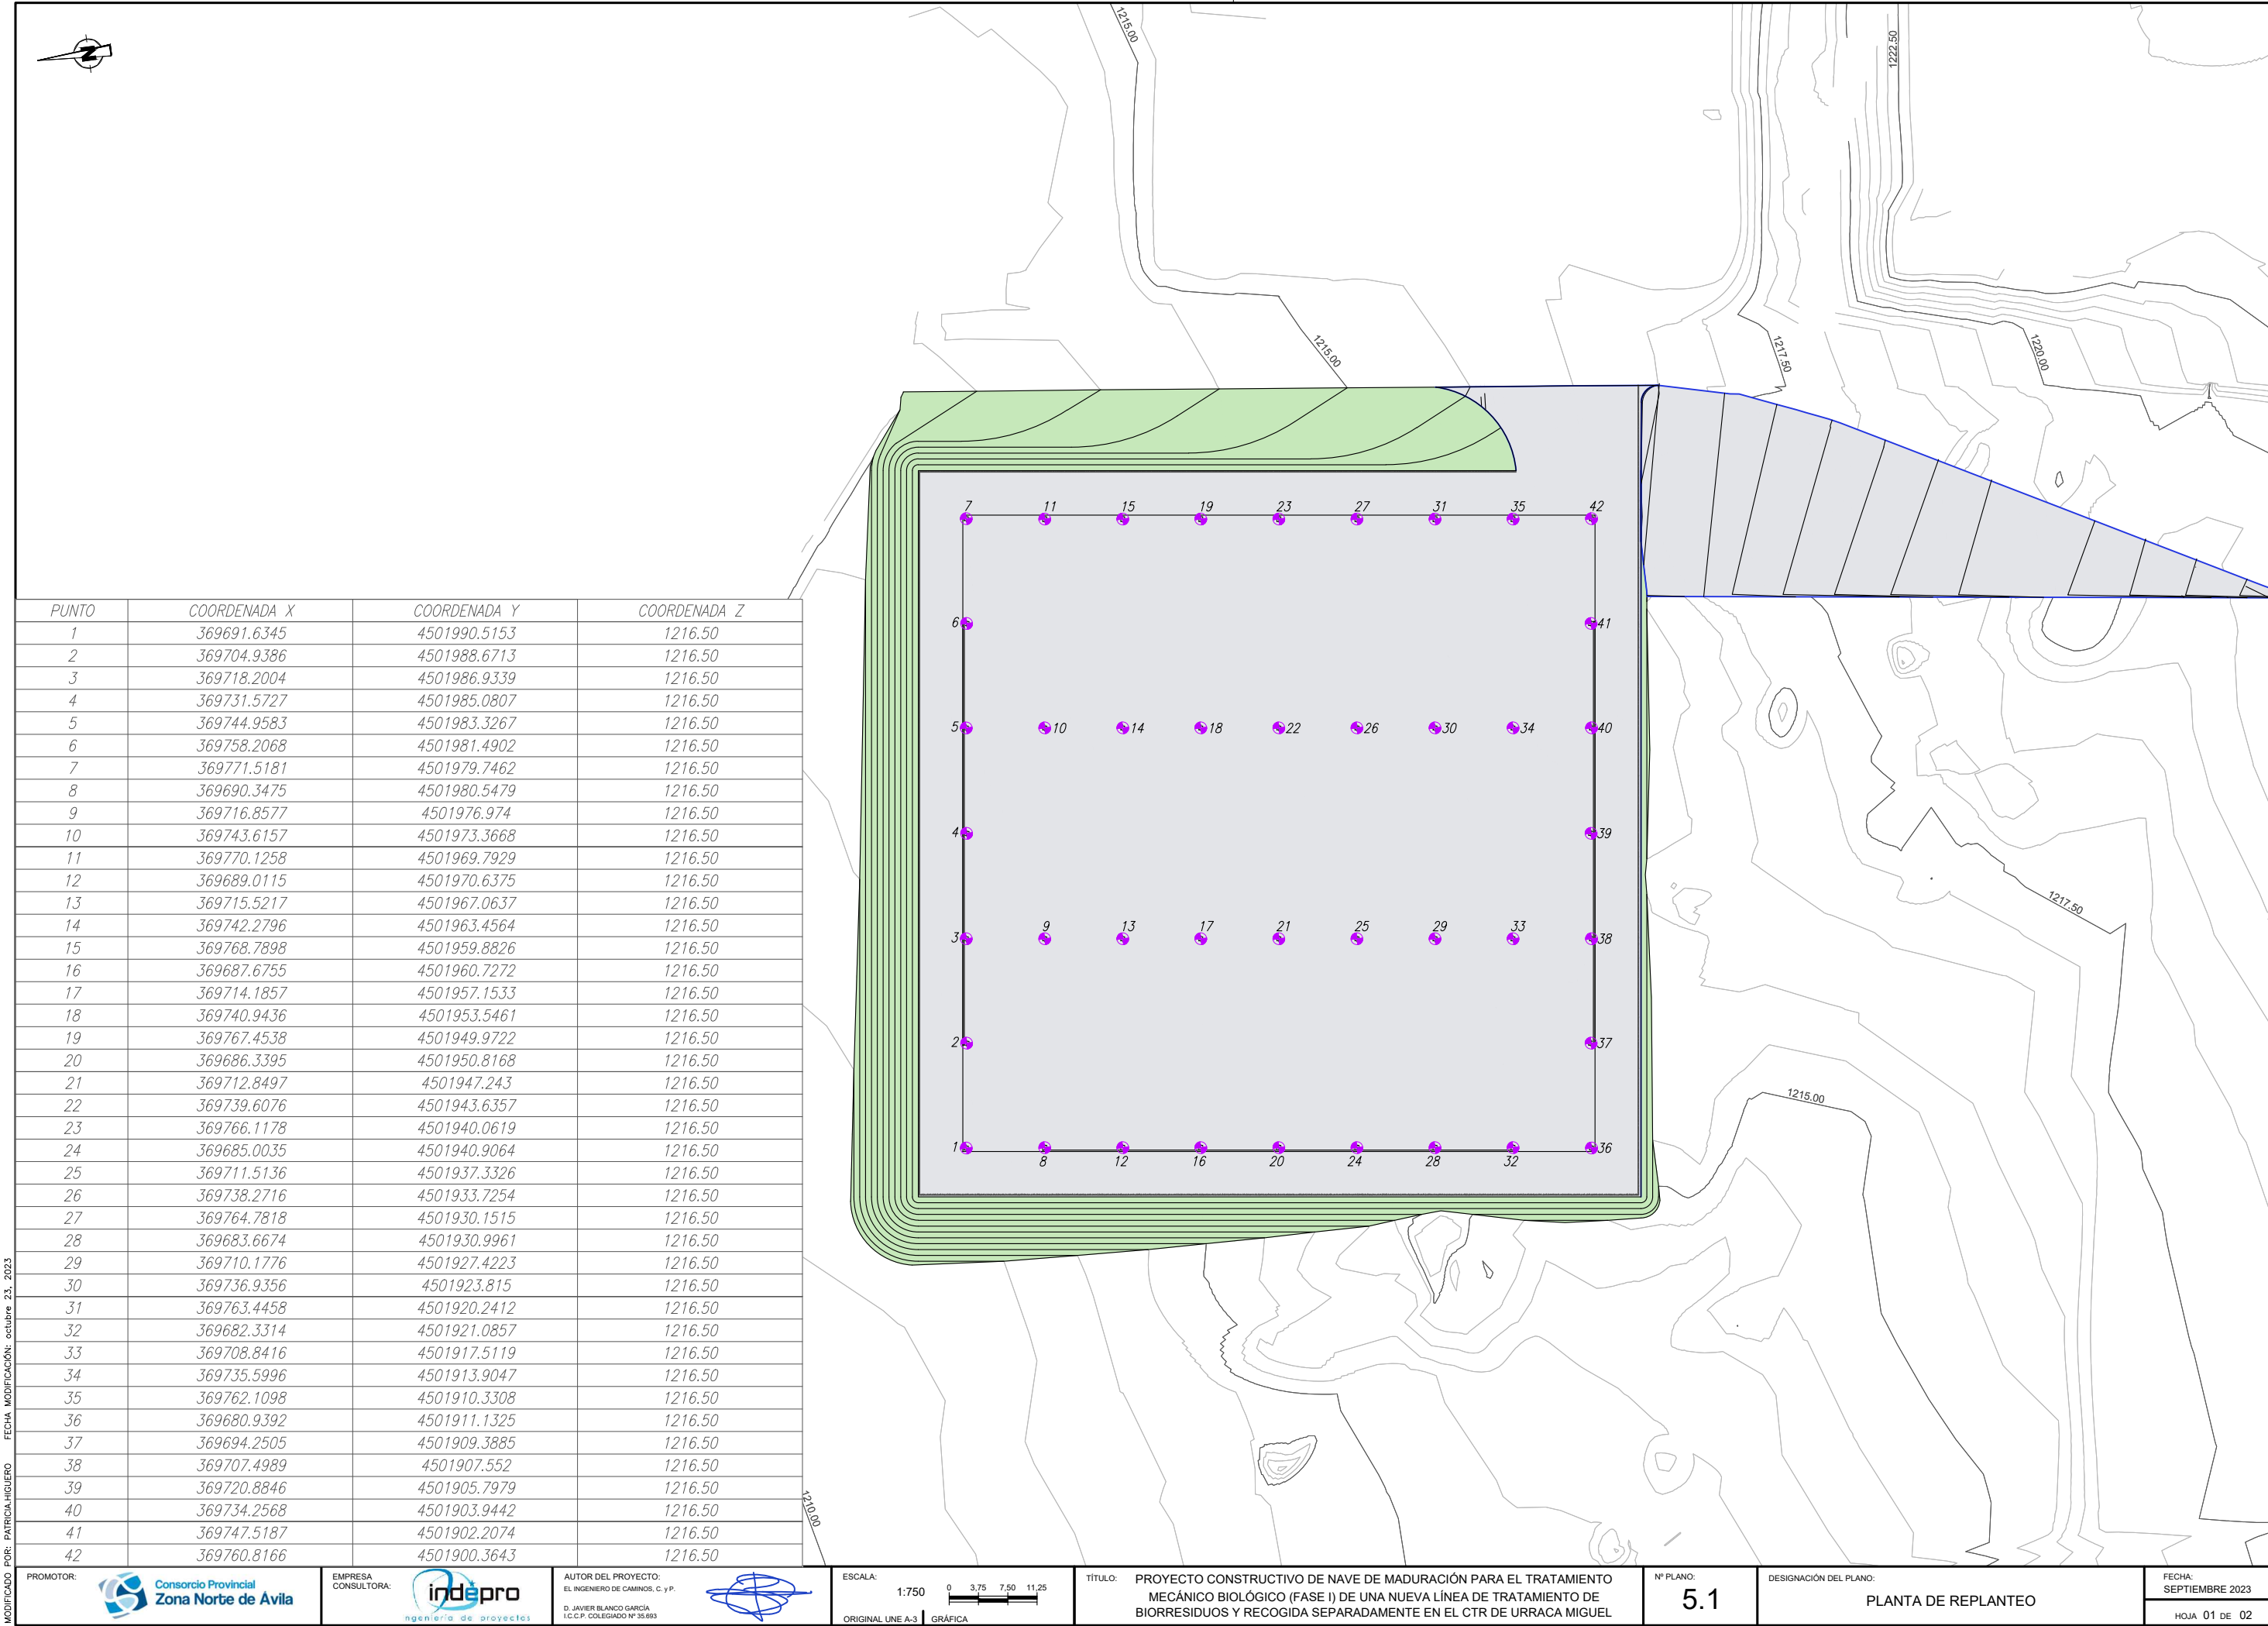 1215.00
1222.50
1215.00
1217.50
1220.00
N
7 11 15 19 23 27 31 35 42
6 41
5 10 14 18 22 26 30 34 40
4 39
3 9 13 17 21 25 29 33 38
2 37
1 36
8 12 16 20 24 28 32
1217.50
1215.00
1210.00
PUNTO COORDENADA X COORDENADA Y COORDENADA Z
1 369691.6345 4501990.5153 1216.50
2 369704.9386 4501988.6713 1216.50
3 369718.2004 4501986.9339 1216.50
4 369731.5727 4501985.0807 1216.50
5 369744.9583 4501983.3267 1216.50
6 369758.2068 4501981.4902 1216.50
7 369771.5181 4501979.7462 1216.50
8 369690.3475 4501980.5479 1216.50
9 369716.8577 4501976.974 1216.50
10 369743.6157 4501973.3668 1216.50
11 369770.1258 4501969.7929 1216.50
12 369689.0115 4501970.6375 1216.50
13 369715.5217 4501967.0637 1216.50
14 369742.2796 4501963.4564 1216.50
15 369768.7898 4501959.8826 1216.50
16 369687.6755 4501960.7272 1216.50
17 369714.1857 4501957.1533 1216.50
18 369740.9436 4501953.5461 1216.50
19 369767.4538 4501949.9722 1216.50
20 369686.3395 4501950.8168 1216.50
21 369712.8497 4501947.243 1216.50
22 369739.6076 4501943.6357 1216.50
23 369766.1178 4501940.0619 1216.50
24 369685.0035 4501940.9064 1216.50
25 369711.5136 4501937.3326 1216.50
26 369738.2716 4501933.7254 1216.50
27 369764.7818 4501930.1515 1216.50
28 369683.6674 4501930.9961 1216.50
29 369710.1776 4501927.4223 1216.50
30 369736.9356 4501923.815 1216.50
31 369763.4458 4501920.2412 1216.50
32 369682.3314 4501921.0857 1216.50
33 369708.8416 4501917.5119 1216.50
34 369735.5996 4501913.9047 1216.50
35 369762.1098 4501910.3308 1216.50
36 369680.9392 4501911.1325 1216.50
37 369694.2505 4501909.3885 1216.50
38 369707.4989 4501907.552 1216.50
39 369720.8846 4501905.7979 1216.50
40 369734.2568 4501903.9442 1216.50
41 369747.5187 4501902.2074 1216.50
42 369760.8166 4501900.3643 1216.50
MODIFICADO POR: PATRICIA.HIGUERO FECHA MODIFICACIÓN: octubre 23, 2023
PROMOTOR:
Consorcio Provincial
Zona Norte de Ávila
EMPRESA
CONSULTORA:
indepro
ngeniería de proyectos
AUTOR DEL PROYECTO:
EL INGENIERO DE CAMINOS, C. y P.
D. JAVIER BLANCO GARCÍA
I.C.C.P. COLEGIADO Nº 35.693
ESCALA:
1:750
0 3,75 7,50 11,25
ORIGINAL UNE A-3 GRÁFICA
TÍTULO:
PROYECTO CONSTRUCTIVO DE NAVE DE MADURACIÓN PARA EL TRATAMIENTO
MECÁNICO BIOLÓGICO (FASE I) DE UNA NUEVA LÍNEA DE TRATAMIENTO DE
BIORRESIDUOS Y RECOGIDA SEPARADAMENTE EN EL CTR DE URRACA MIGUEL
Nº PLANO:
5.1
DESIGNACIÓN DEL PLANO:
PLANTA DE REPLANTEO
FECHA:
SEPTIEMBRE 2023
HOJA 01 DE 02